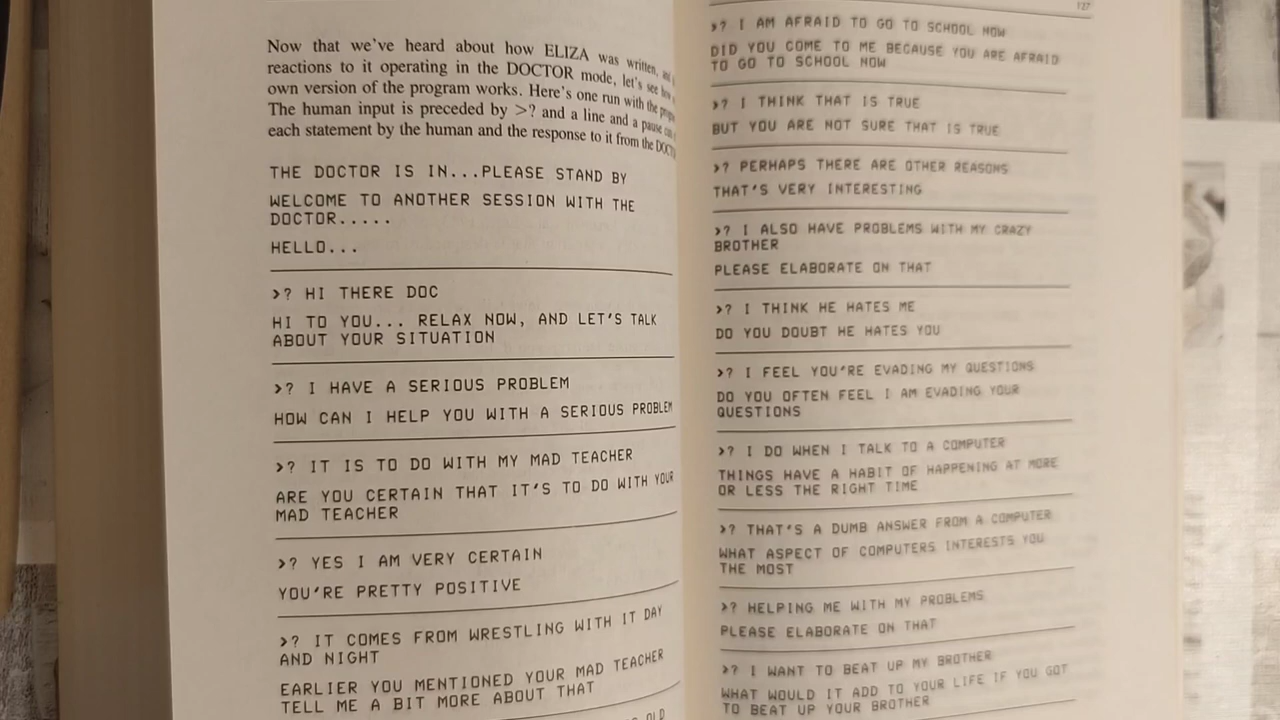 Now that we've heard about how ELIZA was written,
reactions to it operating in the DOCTOR mode, let's see
own version of the program works. Here's one run with the
The human input is preceded by >? and a line and a pause
each statement by the human and the response to it from the
THE DOCTOR IS IN...PLEASE STAND BY
WELCOME TO ANOTHER SESSION WITH THE
DOCTOR.....
HELLO...
>? HI THERE DOC
HI TO YOU... RELAX NOW, AND LET'S TALK
ABOUT YOUR SITUATION
>? I HAVE A SERIOUS PROBLEM
HOW CAN I HELP YOU WITH A SERIOUS PROBLEM
>? IT IS TO DO WITH MY MAD TEACHER
ARE YOU CERTAIN THAT IT'S TO DO WITH YOUR
MAD TEACHER
>? YES I AM VERY CERTAIN
YOU'RE PRETTY POSITIVE
>? IT COMES FROM WRESTLING WITH IT DAY
AND NIGHT
EARLIER YOU MENTIONED YOUR MAD TEACHER
TELL ME A BIT MORE ABOUT THAT
OLD
127
>? I AM AFRAID TO GO TO SCHOOL NOW
DID YOU COME TO ME BECAUSE YOU ARE AFRAID
TO GO TO SCHOOL NOW
>? I THINK THAT IS TRUE
BUT YOU ARE NOT SURE THAT IS TRUE
>? PERHAPS THERE ARE OTHER REASONS
THAT'S VERY INTERESTING
>? I ALSO HAVE PROBLEMS WITH MY CRAZY
BROTHER
PLEASE ELABORATE ON THAT
>? I THINK HE HATES ME
DO YOU DOUBT HE HATES YOU
>? I FEEL YOU'RE EVADING MY QUESTIONS
DO YOU OFTEN FEEL I AM EVADING YOUR
QUESTIONS
>? I DO WHEN I TALK TO A COMPUTER
THINGS HAVE A HABIT OF HAPPENING AT MORE
OR LESS THE RIGHT TIME
>? THAT'S A DUMB ANSWER FROM A COMPUTER
WHAT ASPECT OF COMPUTERS INTERESTS YOU
THE MOST
>? HELPING ME WITH MY PROBLEMS
PLEASE ELABORATE ON THAT
>? I WANT TO BEAT UP MY BROTHER
WHAT WOULD IT ADD TO YOUR LIFE IF YOU GOT
TO BEAT UP YOUR BROTHER